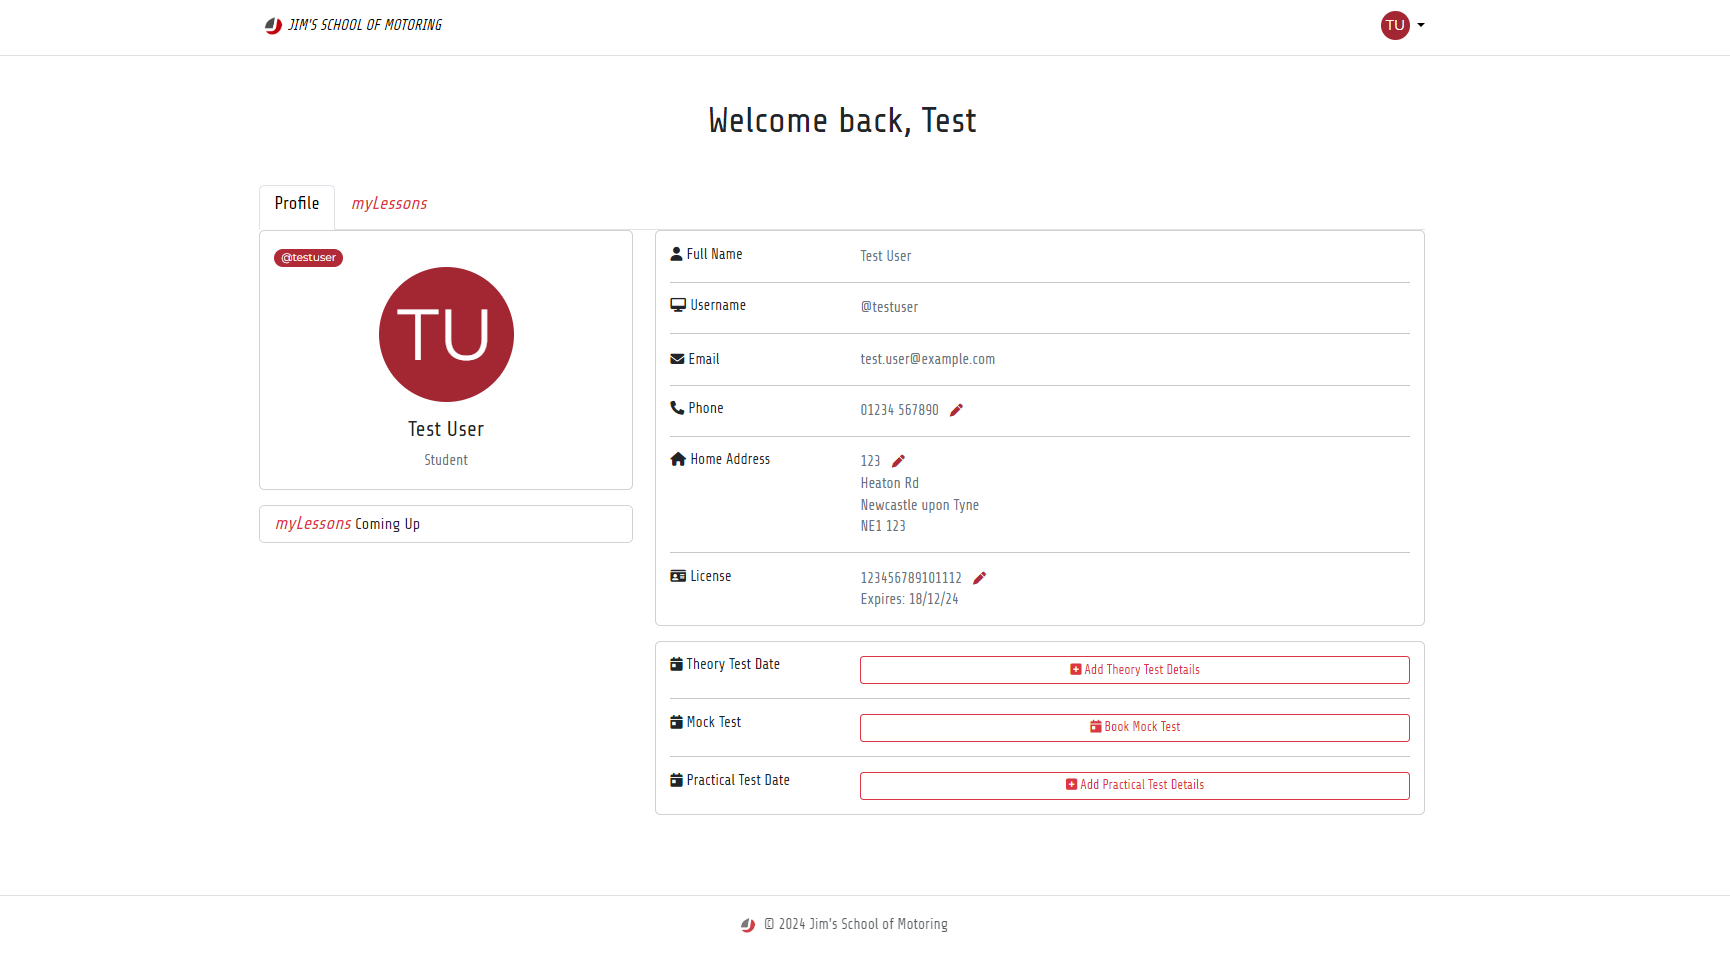 JIM'S SCHOOL OF MOTORING
TU
Welcome back, Test
Profile
myLessons
@testuser
TU
Test User
Student
myLessons Coming Up
Full Name
Test User
Username
@testuser
Email
test.user@example.com
Phone
01234 567890
Home Address
123
Heaton Rd
Newcastle upon Tyne
NE1 123
License
123456789101112
Expires: 18/12/24
Theory Test Date
Add Theory Test Details
Mock Test
Book Mock Test
Practical Test Date
Add Practical Test Details
© 2024 Jim's School of Motoring